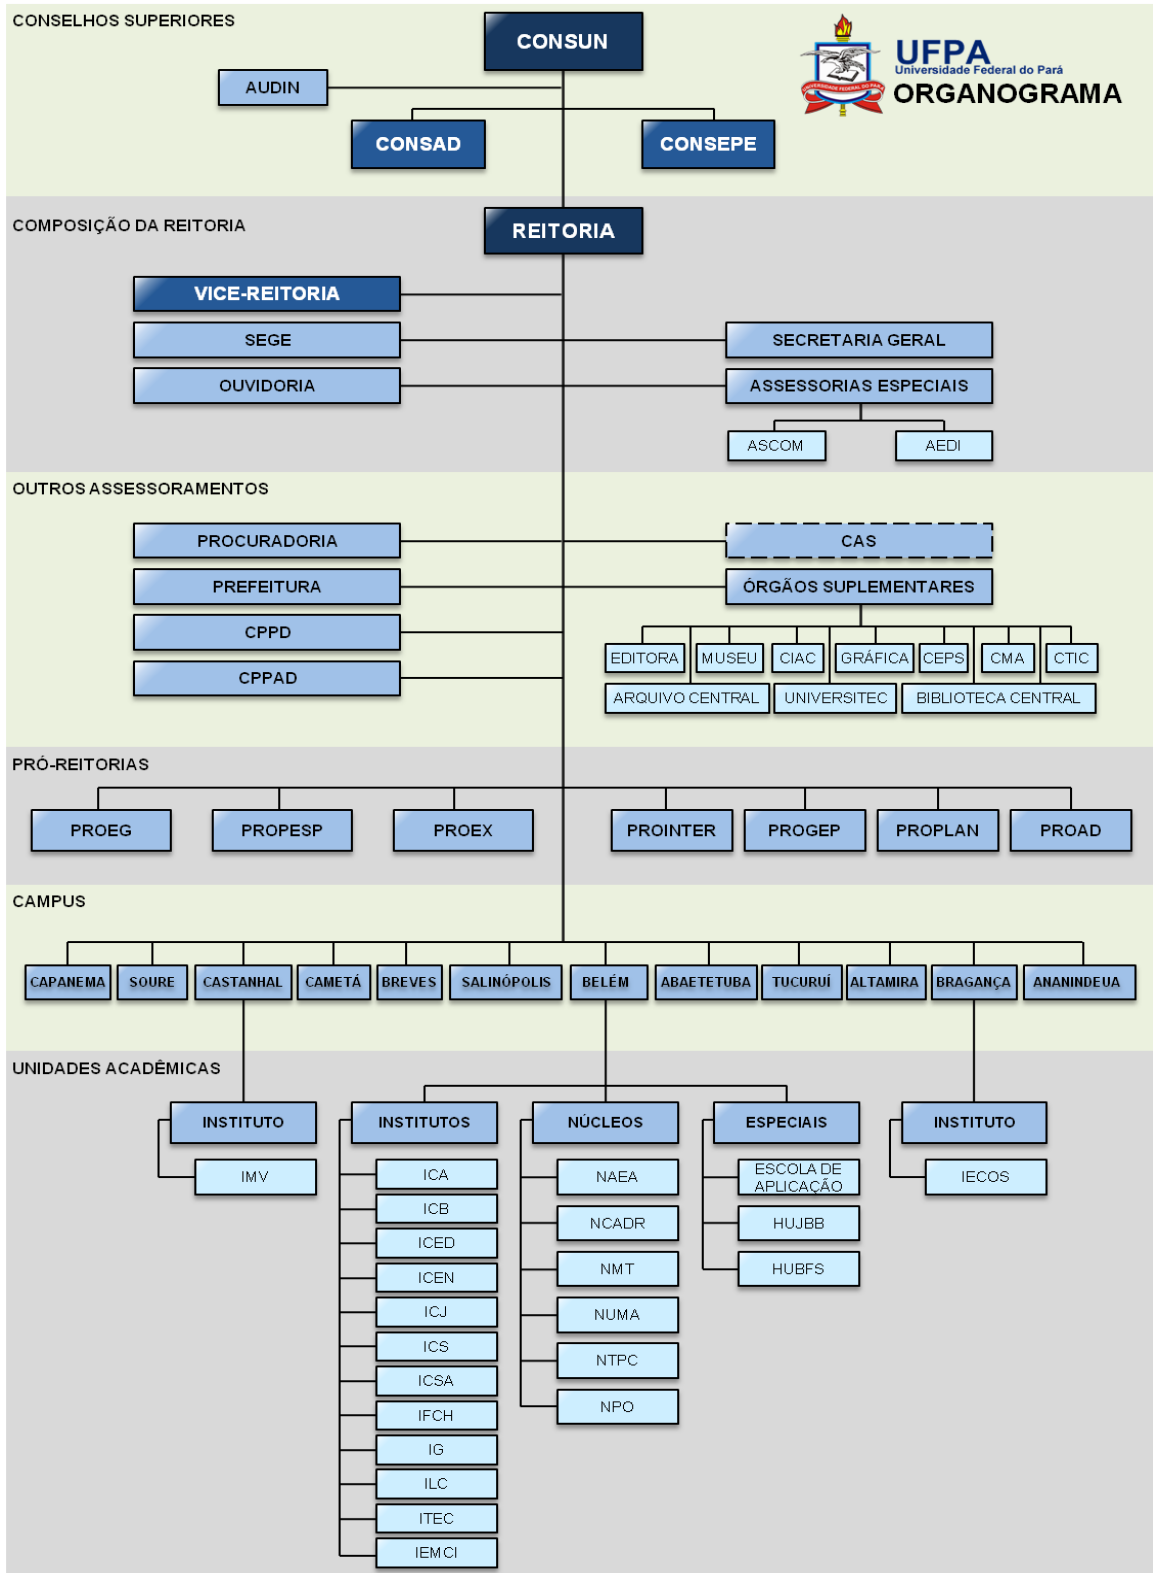 CONSELHOS SUPERIORES
CONSUN
UFPA
Universidade Federal do Pará
ORGANOGRAMA
UNIVERSIDADE FEDERAL DO PARÁ
AUDIN
CONSAD
CONSEPE
COMPOSIÇÃO DA REITORIA
REITORIA
VICE-REITORIA
SEGE
SECRETARIA GERAL
OUVIDORIA
ASSESSORIAS ESPECIAIS
ASCOM
AEDI
OUTROS ASSESSORAMENTOS
PROCURADORIA
CAS
PREFEITURA
ÓRGÃOS SUPLEMENTARES
CPPD
CPPAD
EDITORA
MUSEU
CIAC
GRÁFICA
CEPS
CMA
CTIC
ARQUIVO CENTRAL
UNIVERSITEC
BIBLIOTECA CENTRAL
PRÓ-REITORIAS
PROEG
PROPESP
PROEX
PROINTER
PROGEP
PROPLAN
PROAD
CAMPUS
CAPANEMA
SOURE
CASTANHAL
CAMETÁ
BREVES
SALINÓPOLIS
BELÉM
ABAETETUBA
TUCURUÍ
ALTAMIRA
BRAGANÇA
ANANINDEUA
UNIDADES ACADÊMICAS
INSTITUTO
IMV
INSTITUTOS
ICA
ICB
ICED
ICEN
ICJ
ICS
ICSA
IFCH
IG
ILC
ITEC
IEMCI
NÚCLEOS
NAEA
NCADR
NMT
NUMA
NTPC
NPO
ESPECIAIS
ESCOLA DE
APLICAÇÃO
HUJBB
HUBFS
INSTITUTO
IECOS